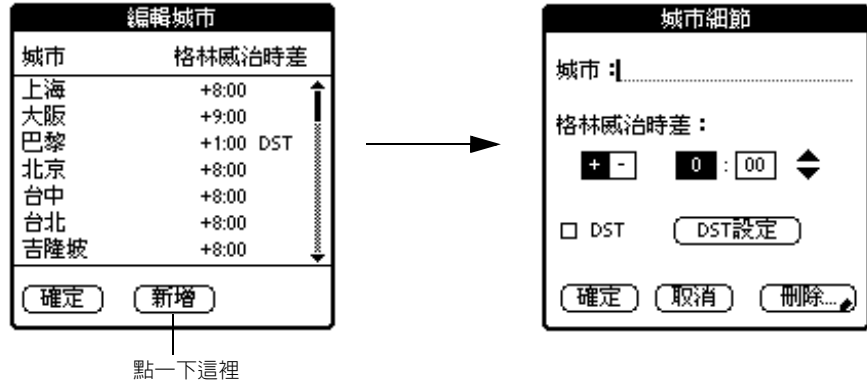 編輯城市
城市 格林威治時差
上海 +8:00
大阪 +9:00
巴黎 +1:00 DST
北京 +8:00
台中 +8:00
台北 +8:00
吉隆坡 +8:00
確定 新增
點一下這裡
城市細節
城市：
格林威治時差：
+ - 0 : 00
DST DST設定
確定 取消 刪除...